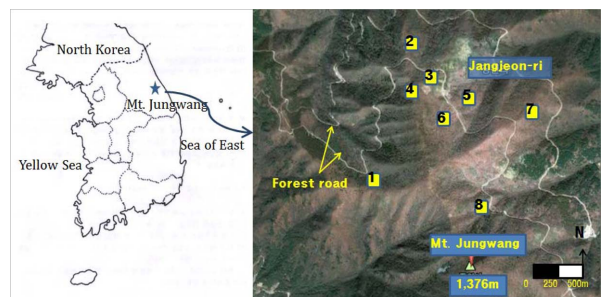 North Korea
Mt. Jungwang
Sea of East
Yellow Sea
2
Jangjeon-ri
3
4
5
6
7
Forest road
1
8
N
Mt. Jungwang
1,376m
0 250 500m